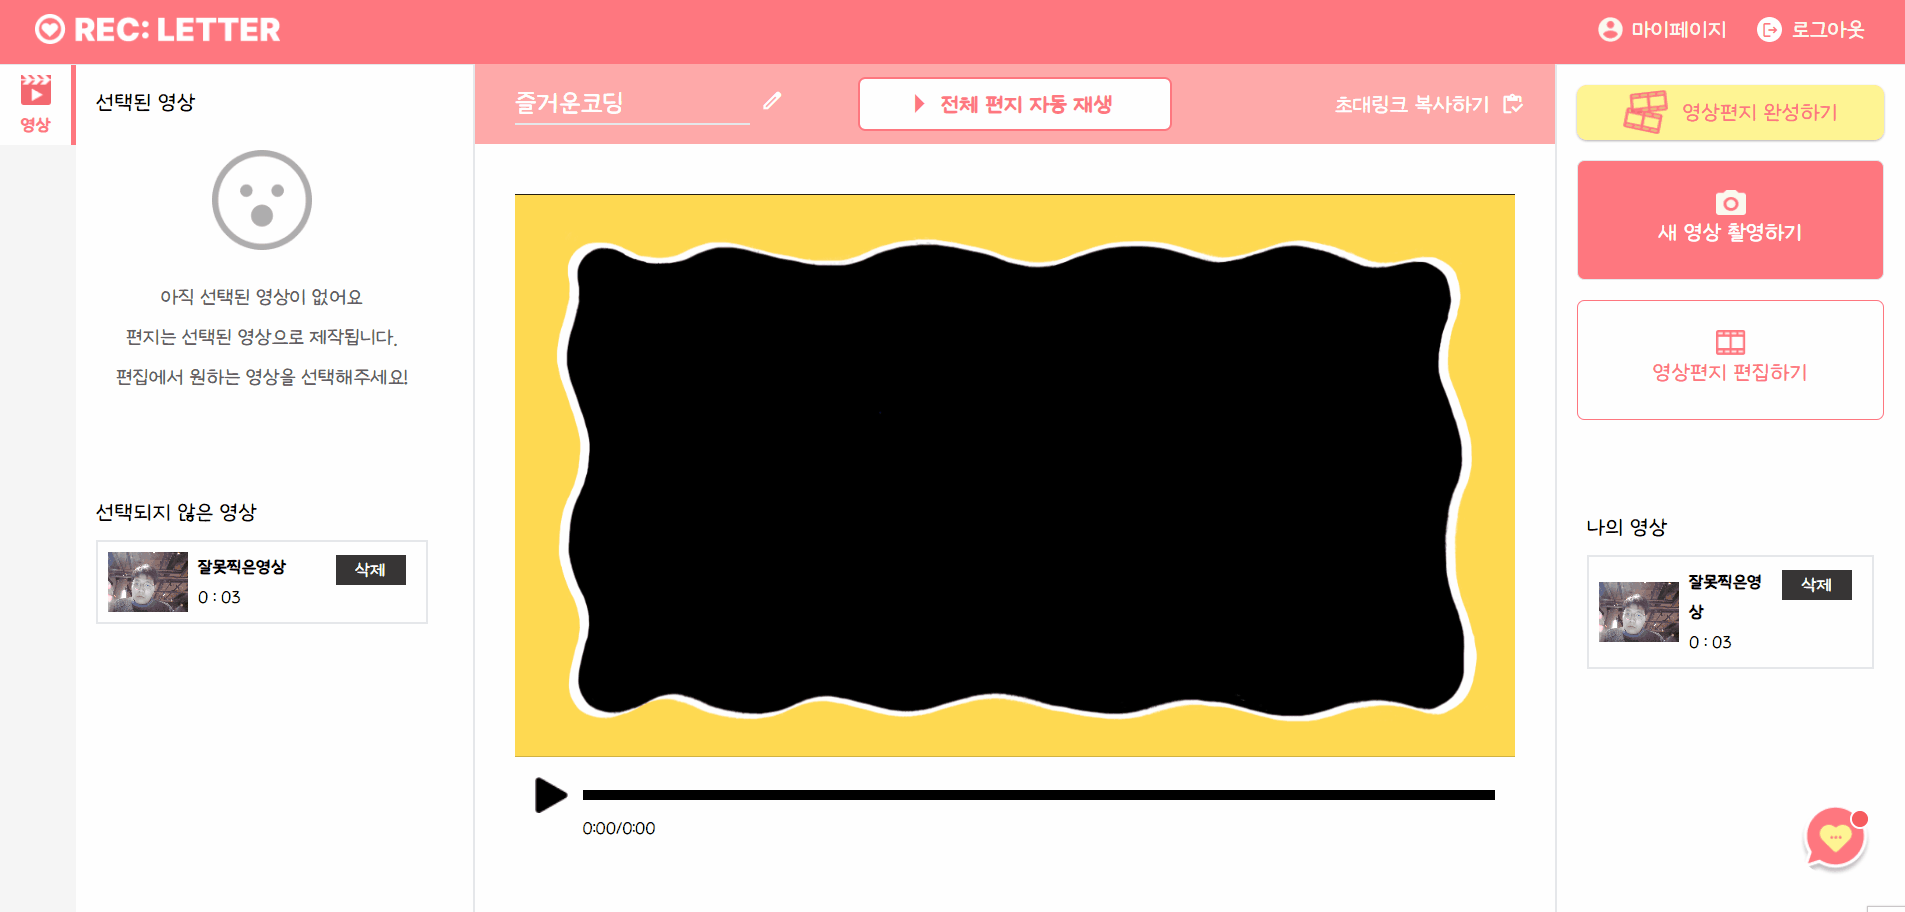 REC: LETTER
마이페이지
로그아웃
영상
선택된 영상
아직 선택된 영상이 없어요
편지는 선택된 영상으로 제작됩니다.
편집에서 원하는 영상을 선택해주세요!
선택되지 않은 영상
잘못찍은영상
삭제
0 : 03
즐거운코딩
전체 편지 자동 재생
초대링크 복사하기
0:00/0:00
영상편지 완성하기
새 영상 촬영하기
영상편지 편집하기
나의 영상
잘못찍은영
상
삭제
0 : 03